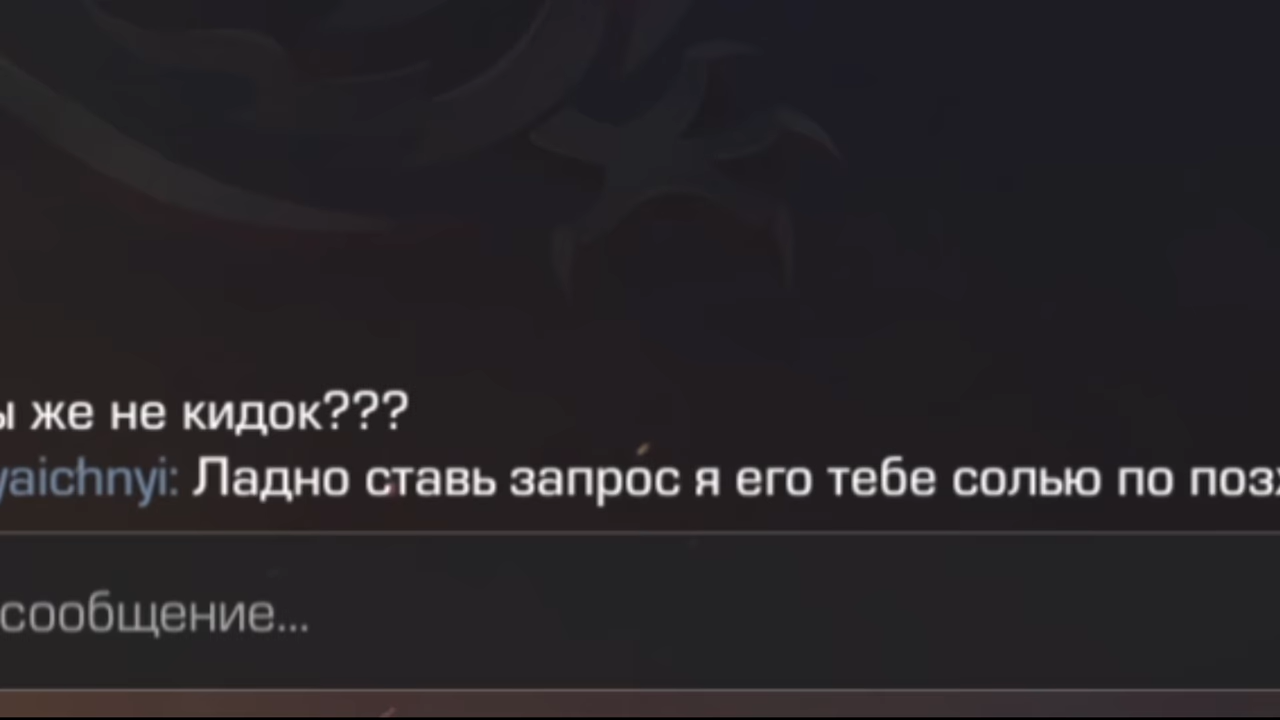 ы же не кидок???
yaichnyi: Ладно ставь запрос я его тебе солью по поз
сообщение...